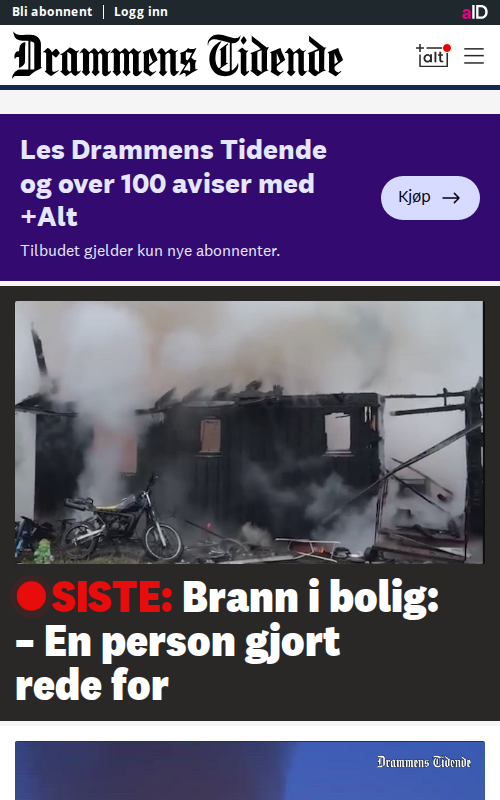 Bli abonnent | Logg inn
aID
Drammens Tidende
+alt
Les Drammens Tidende
og over 100 aviser med
+Alt
Kjøp →
Tilbudet gjelder kun nye abonnenter.
SISTE: Brann i bolig:
– En person gjort
rede for
Drammens Tidende